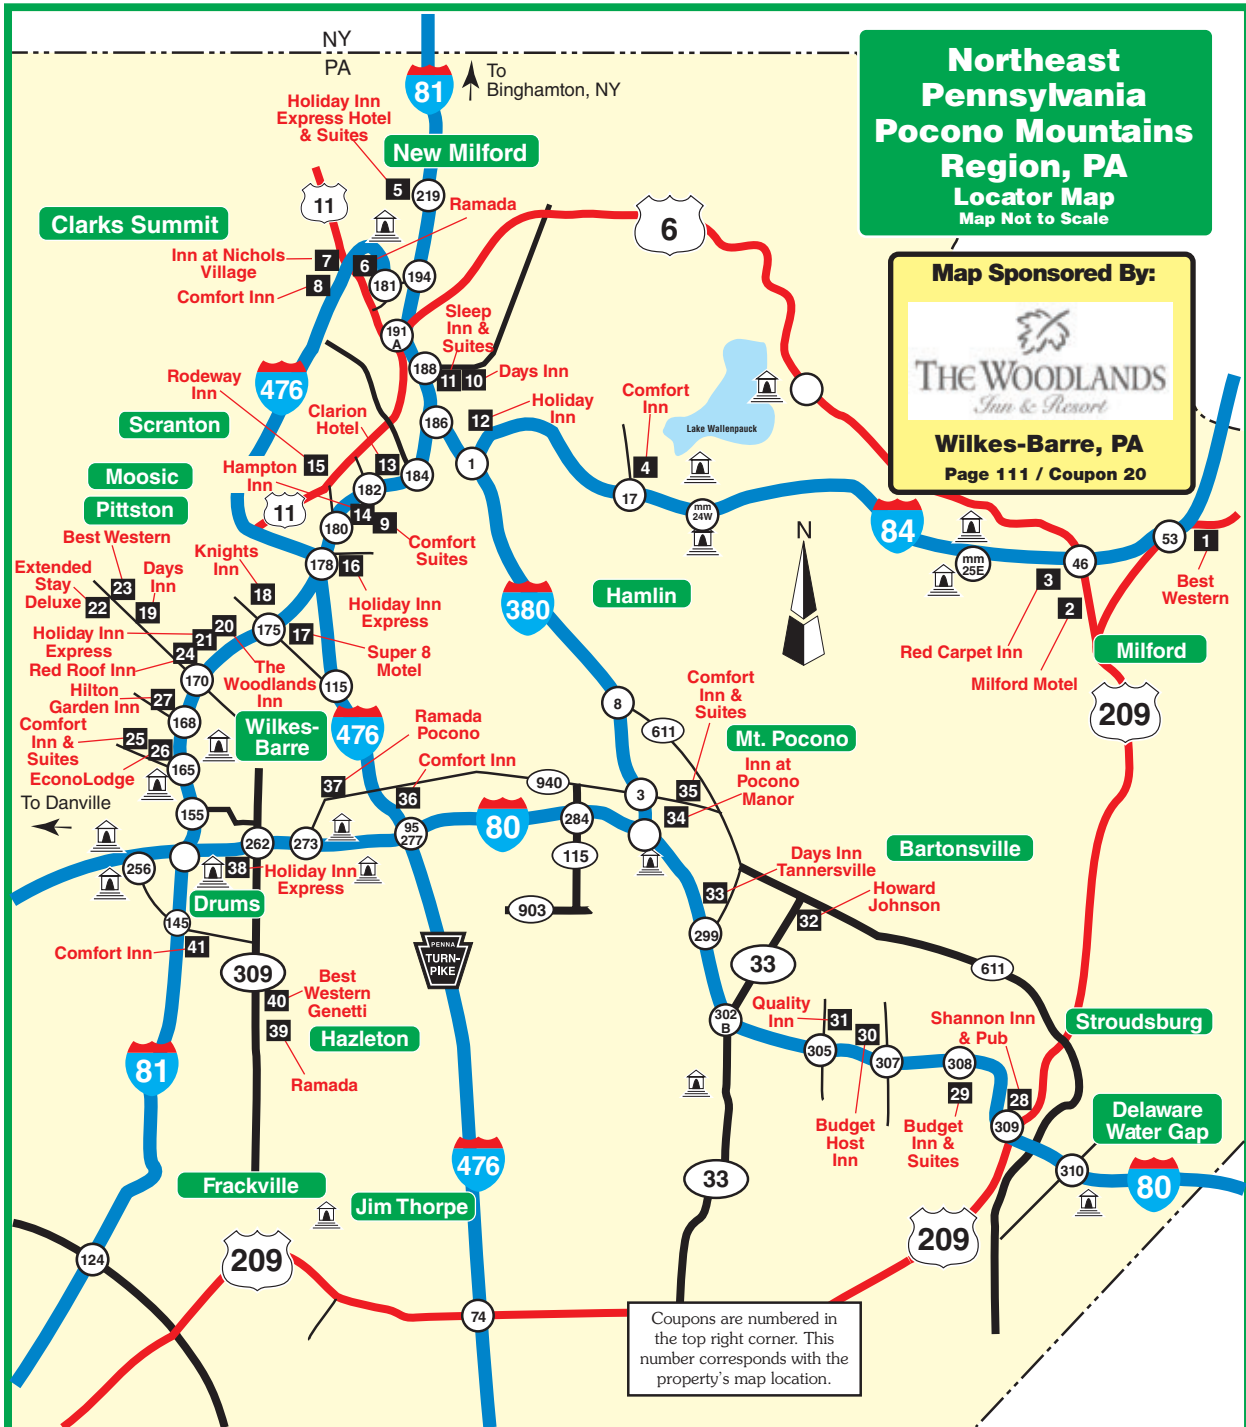 NY
PA
81
To
Binghamton, NY
Northeast
Pennsylvania
Pocono Mountains
Region, PA
Locator Map
Map Not to Scale
Holiday Inn
Express Hotel
& Suites
New Milford
5
219
11
Ramada
6
Clarks Summit
Inn at Nichols
Village
7
6
8
Comfort Inn
181
194
Map Sponsored By:
THE WOODLANDS
Inn & Resort
Wilkes-Barre, PA
Page 111 / Coupon 20
Sleep
Inn &
Suites
191
A
188
11
10
Days Inn
Rodeway
Inn
476
Clarion
Hotel
Holiday
Inn
12
186
Comfort
Inn
4
Lake Wallenpauck
Scranton
Moosic
Pittston
Hampton
Inn
15
13
184
1
182
17
mm
24W
11
14
9
180
Comfort
Suites
84
N
53
1
Best
Western
Best Western
Knights
Inn
178
16
Holiday Inn
Express
mm
25E
46
3
2
Extended
Stay
Deluxe
22
23
Days
Inn
19
18
380
Hamlin
Holiday Inn
Express
21
20
175
17
Super 8
Motel
Red Carpet Inn
Milford
Milford Motel
Red Roof Inn
24
The
Woodlands
Inn
170
115
Comfort
Inn &
Suites
8
209
Hilton
Garden Inn
27
168
Wilkes-
Barre
476
Ramada
Pocono
611
Mt. Pocono
Comfort
Inn &
Suites
25
26
EconoLodge
165
Comfort Inn
Inn at
Pocono
Manor
37
36
940
3
35
34
To Danville
155
262
273
95
277
80
284
115
Days Inn
Tannersville
Bartonsville
256
38
Holiday Inn
Express
33
Howard
Johnson
32
903
Drums
145
299
Comfort Inn
41
PENNA
TURN-
PIKE
33
611
309
Best
Western
Genetti
40
39
Hazleton
Ramada
302
B
Quality
Inn
31
30
Shannon Inn
& Pub
Stroudsburg
305
307
308
81
29
28
Budget
Host
Inn
Budget
Inn &
Suites
309
Delaware
Water Gap
476
33
310
80
Frackville
Jim Thorpe
209
209
124
74
Coupons are numbered in
the top right corner. This
number corresponds with the
property's map location.